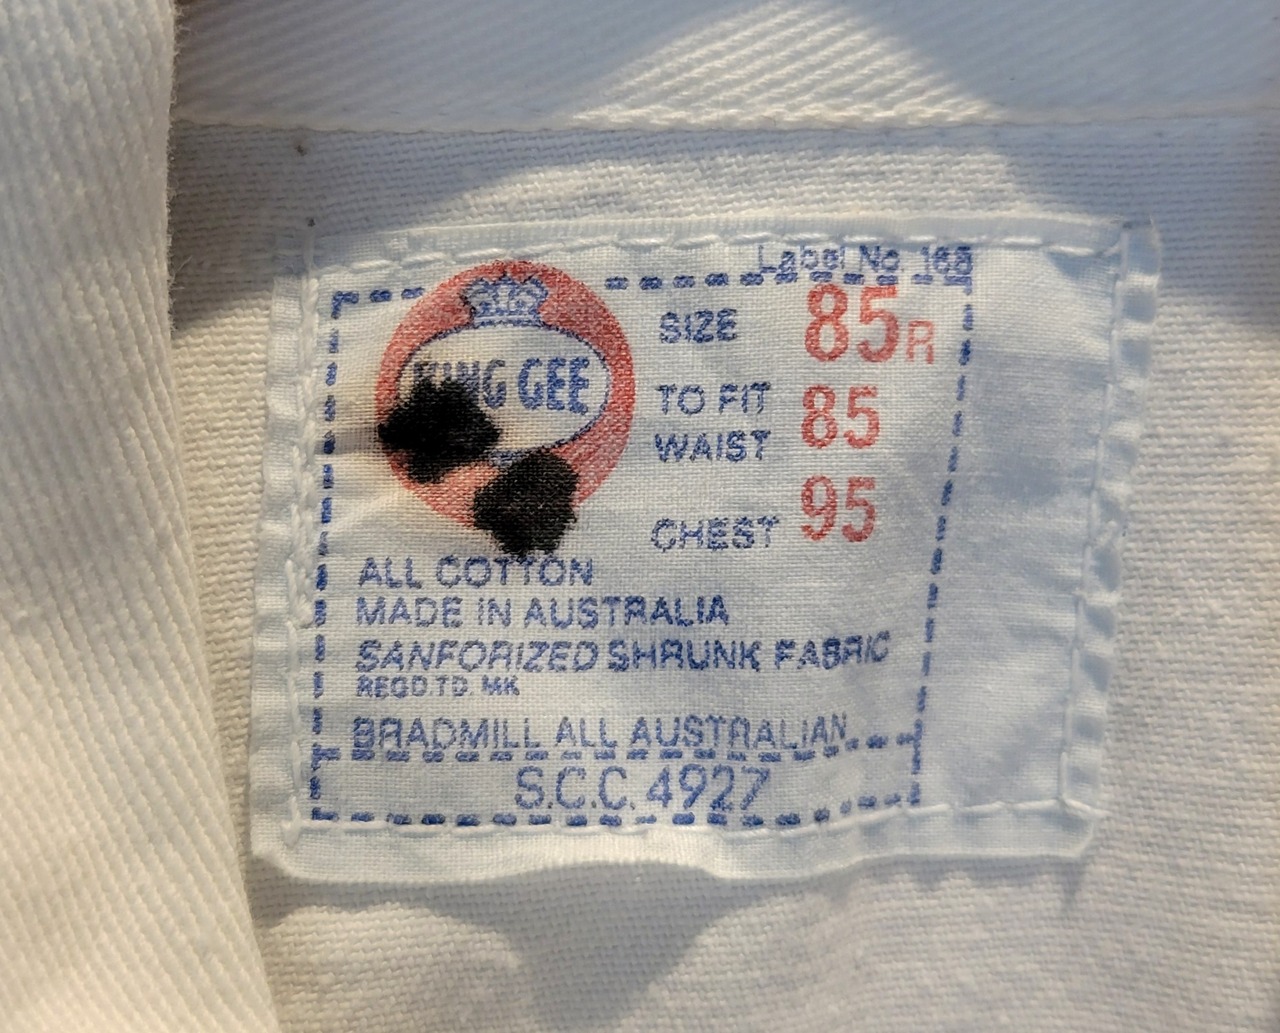 Label No 168
KING GEE
SIZE 85R
TO FIT 85
WAIST
CHEST 95
ALL COTTON
MADE IN AUSTRALIA
SANFORIZED SHRUNK FABRIC
REGD.TD. MK
BRADMILL ALL AUSTRALIAN
S.C.C. 4927